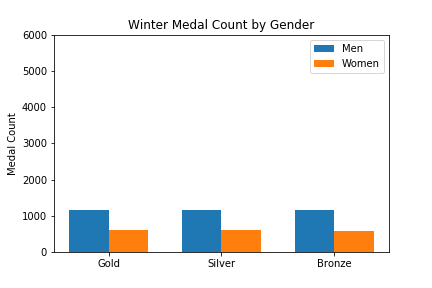 Winter Medal Count by Gender
Men
Women
Medal Count
6000
5000
4000
3000
2000
1000
0
Gold
Silver
Bronze